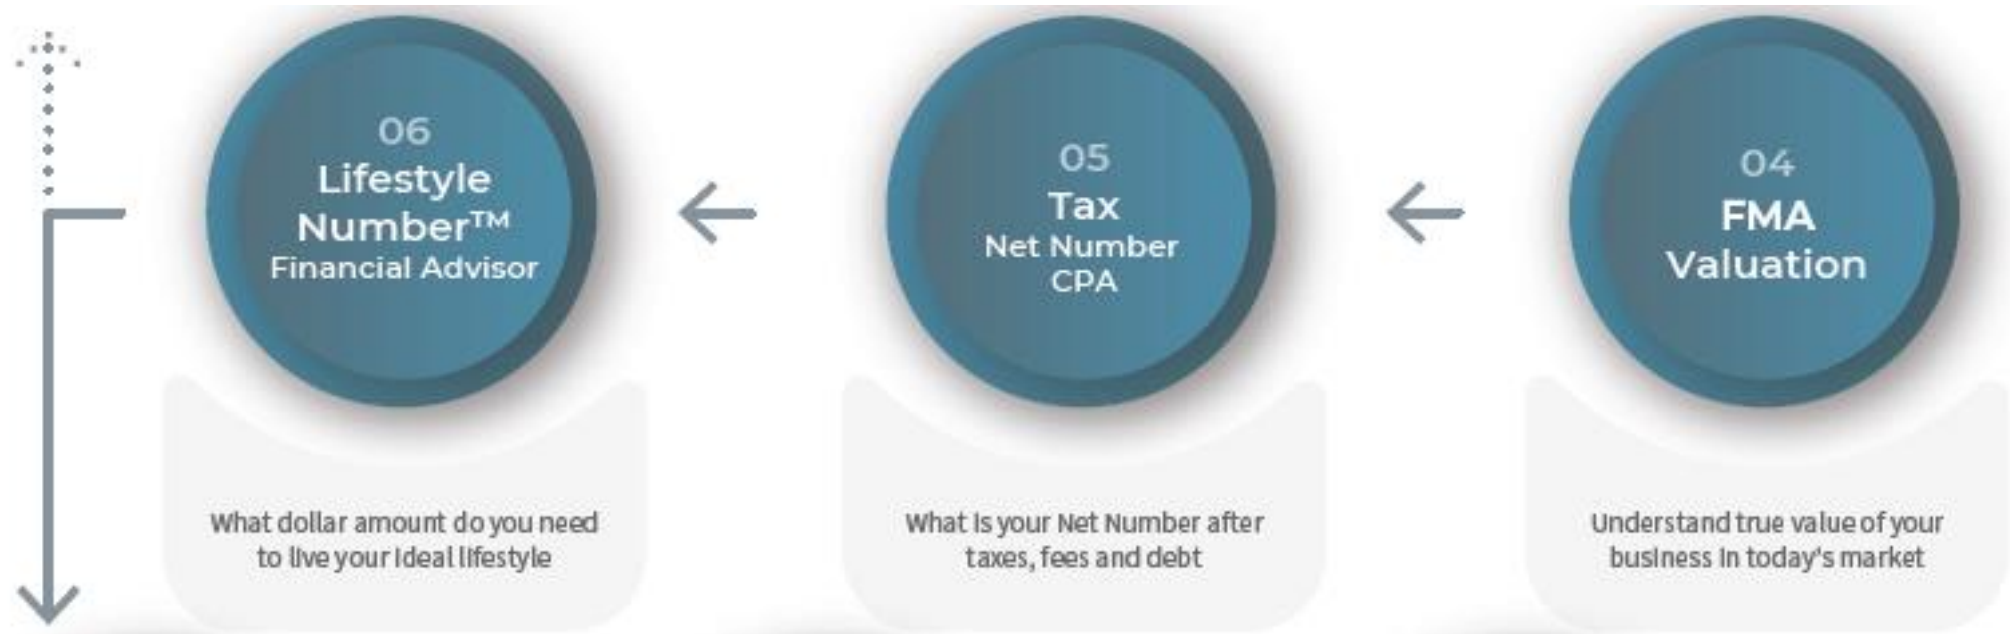 06
Lifestyle
Number™
Financial Advisor
What dollar amount do you need
to live your ideal lifestyle
05
Tax
Net Number
CPA
What is your Net Number after
taxes, fees and debt
04
FMA
Valuation
Understand true value of your
business in today's market